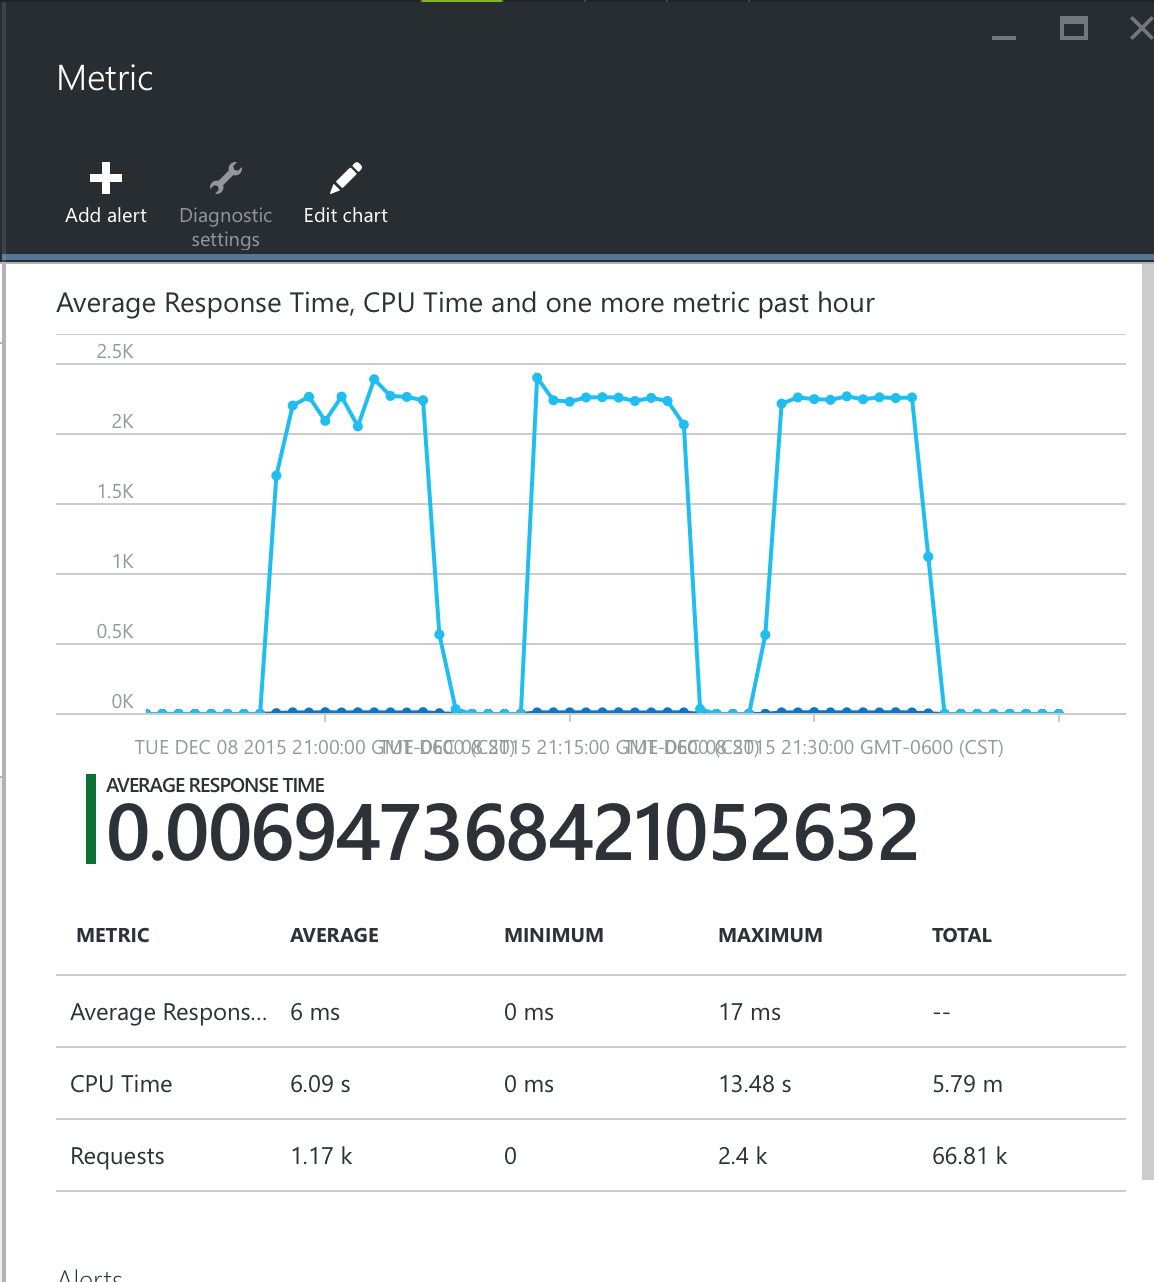 Metric
Add alert
Diagnostic settings
Edit chart
Average Response Time, CPU Time and one more metric past hour
2.5K
2K
1.5K
1K
0.5K
0K
TUE DEC 08 2015 21:00:00 GMT-0600 (CST) TUE DEC 08 2015 21:15:00 GMT-0600 (CST) TUE DEC 08 2015 21:30:00 GMT-0600 (CST)
AVERAGE RESPONSE TIME
0.006947368421052632
METRIC AVERAGE MINIMUM MAXIMUM TOTAL
Average Respons... 6 ms 0 ms 17 ms --
CPU Time 6.09 s 0 ms 13.48 s 5.79 m
Requests 1.17 k 0 2.4 k 66.81 k
Alerts